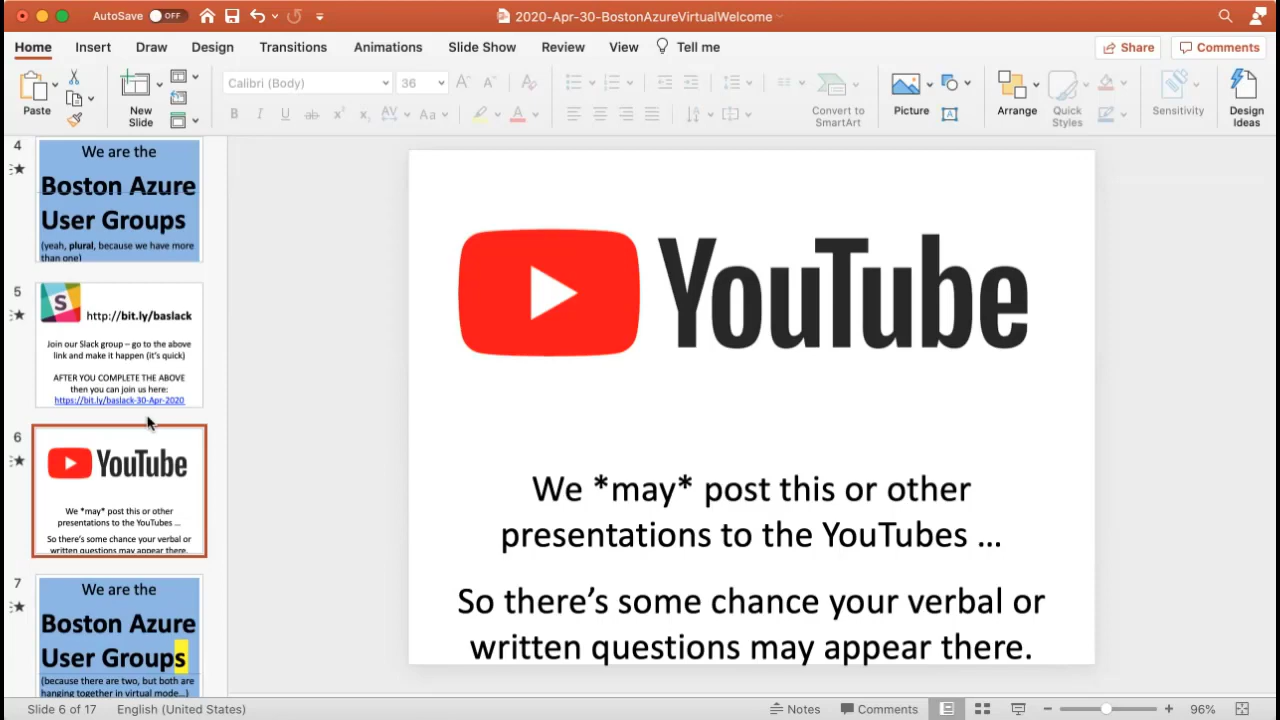 AutoSave OFF
2020-Apr-30-BostonAzureVirtualWelcome
Home Insert Draw Design Transitions Animations Slide Show Review View Tell me
Share Comments
Paste
New
Slide
Calibri (Body) 36
B I U ab x² x₂ AV Aa A
Convert to
SmartArt
Picture
Arrange
Quick
Styles
Sensitivity
Design
Ideas
4
We are the
Boston Azure
User Groups
(yeah, plural, because we have more
than one)
5
S
http://bit.ly/baslack
Join our Slack group – go to the above
link and make it happen (it's quick)
AFTER YOU COMPLETE THE ABOVE
then you can join us here:
https://bit.ly/baslack-30-Apr-2020
6
YouTube
We *may* post this or other
presentations to the YouTubes ...
So there's some chance your verbal or
written questions may appear there.
7
We are the
Boston Azure
User Groups
(because there are two, but both are
hanging together in virtual mode...)
YouTube
We *may* post this or other
presentations to the YouTubes ...
So there's some chance your verbal or
written questions may appear there.
Slide 6 of 17 English (United States)
Notes Comments 96%